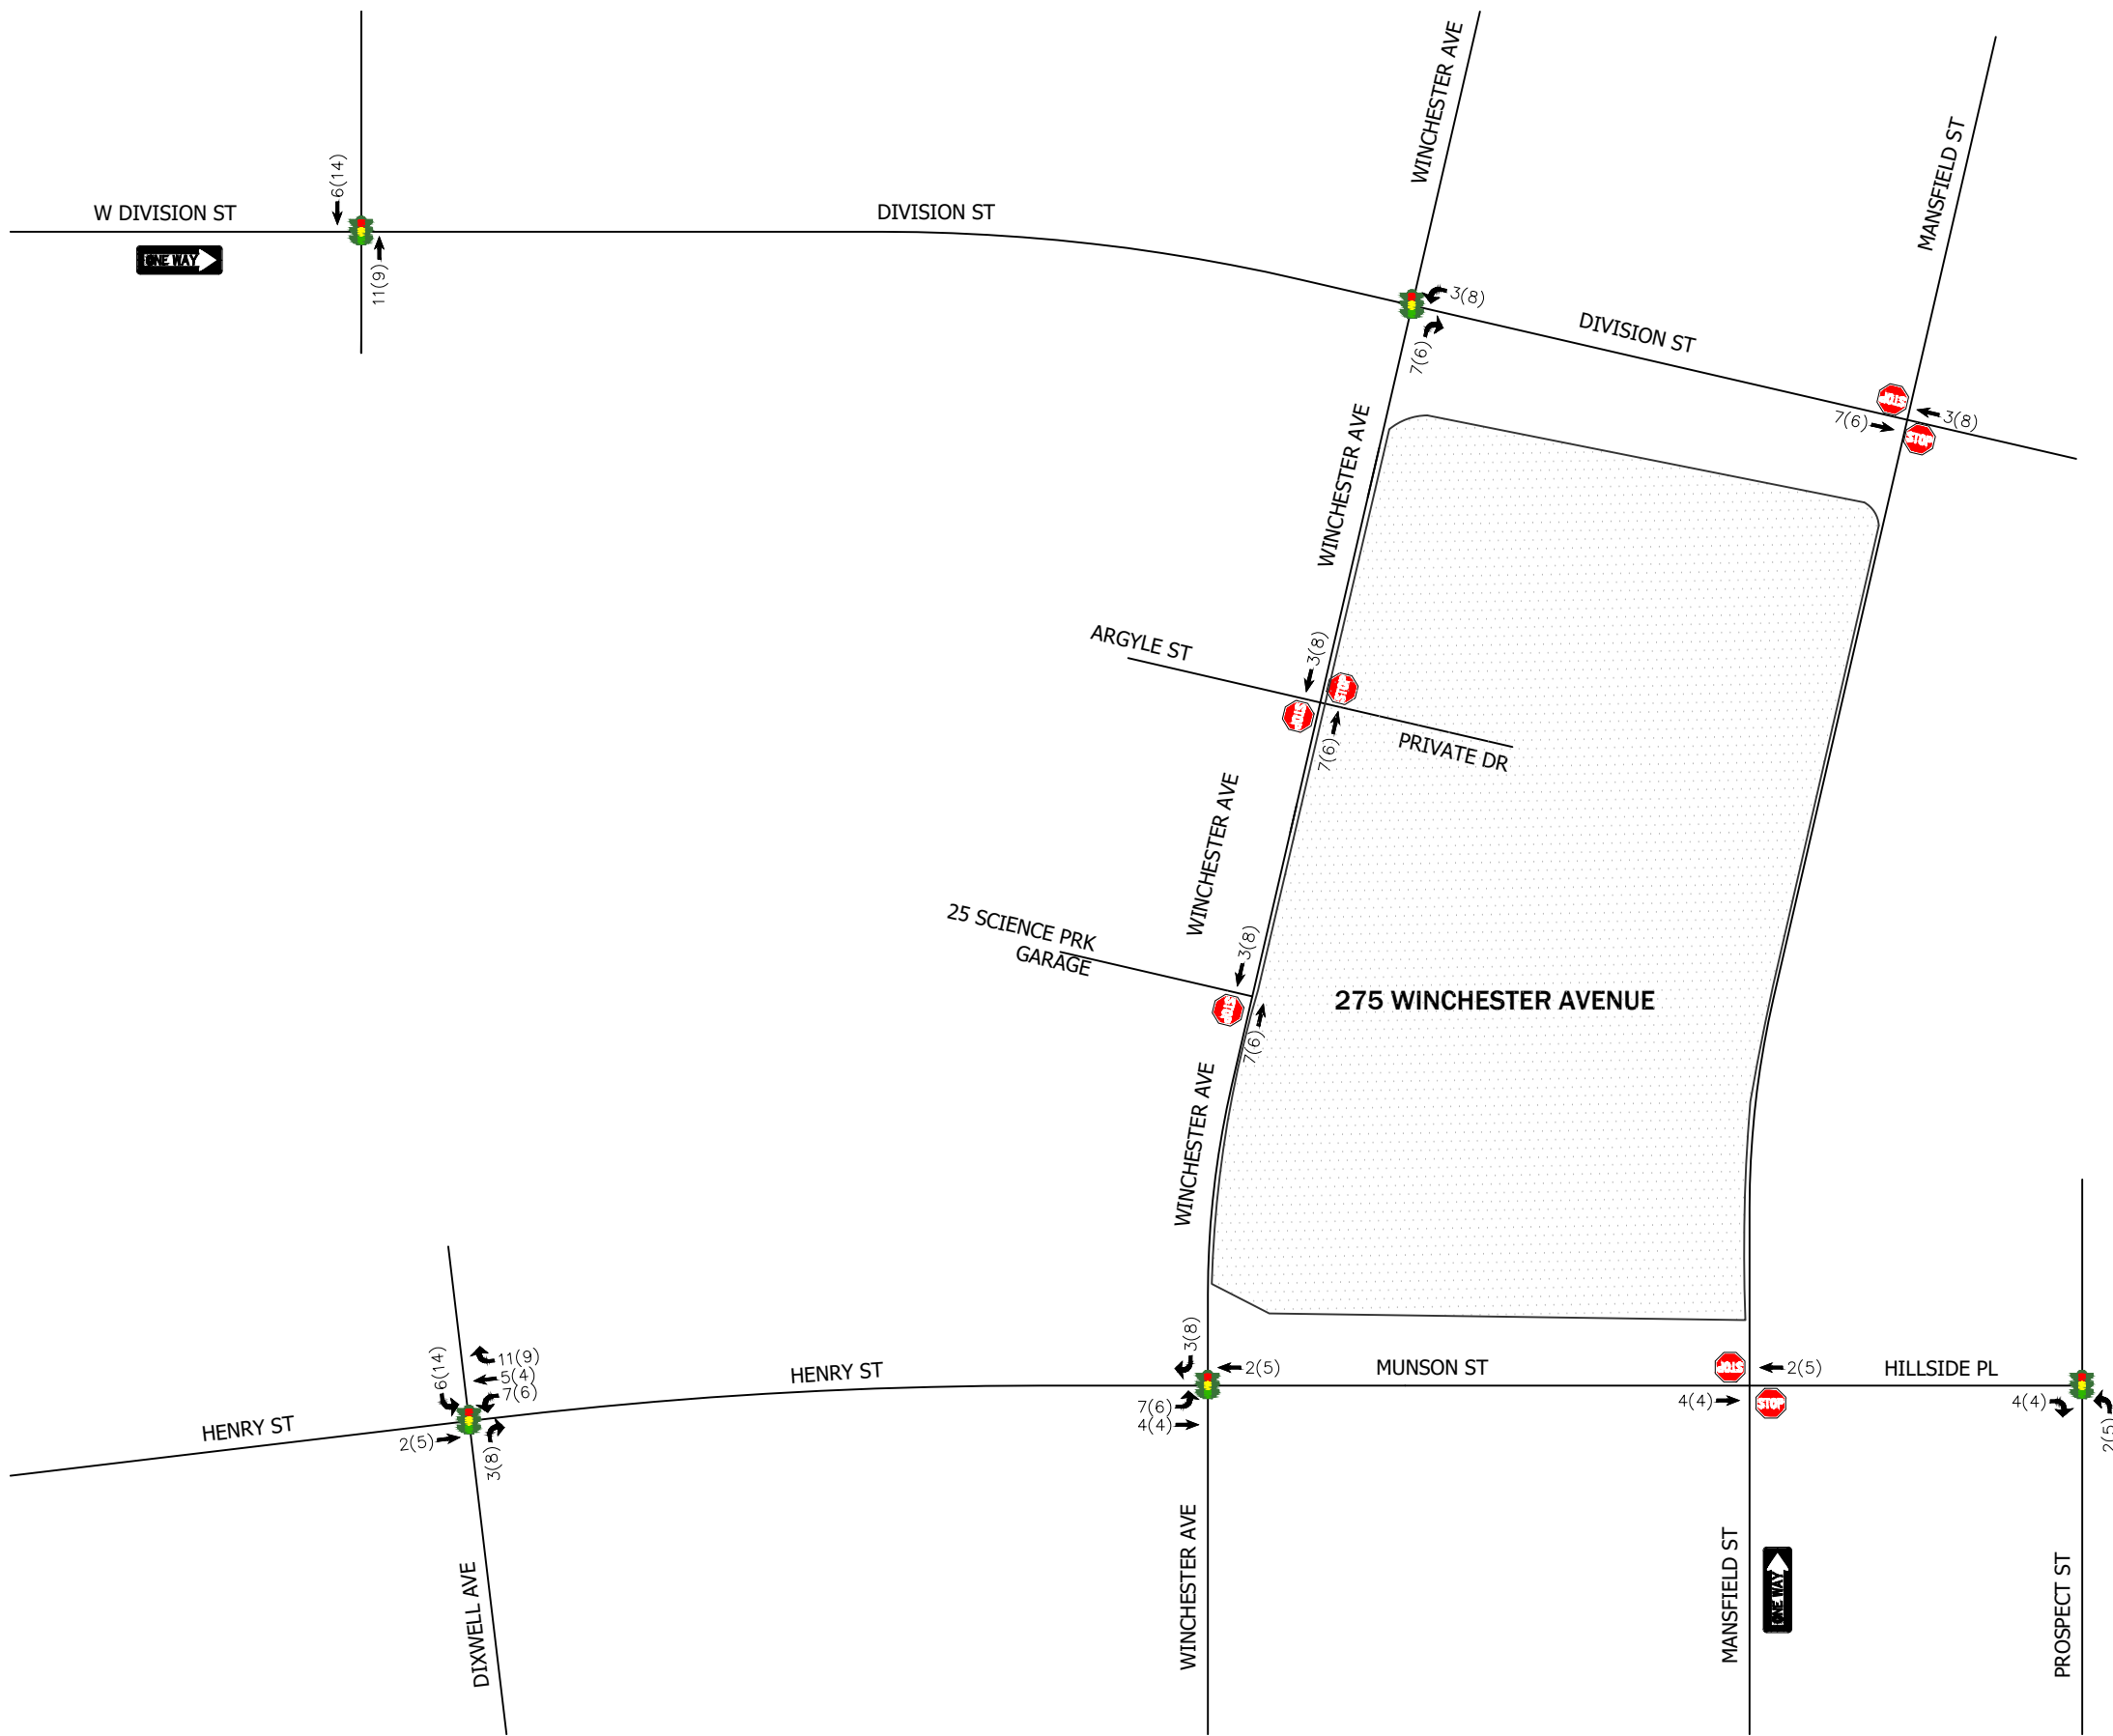 WINCHESTER AVE
MANSFIELD ST
6(14)
W DIVISION ST
DIVISION ST
ONE WAY
11(9)
3(8)
7(6)
DIVISION ST
STOP
7(6)
3(8)
STOP
WINCHESTER AVE
ARGYLE ST
3(8)
STOP
STOP
7(6)
PRIVATE DR
WINCHESTER AVE
25 SCIENCE PRK
GARAGE
3(8)
STOP
7(6)
275 WINCHESTER AVENUE
WINCHESTER AVE
6(14)
11(9)
5(4)
7(6)
HENRY ST
2(5)
3(8)
HENRY ST
3(8)
2(5)
7(6)
4(4)
MUNSON ST
STOP
2(5)
4(4)
STOP
HILLSIDE PL
4(4)
2(5)
DIXWELL AVE
WINCHESTER AVE
MANSFIELD ST
ONE WAY
PROSPECT ST